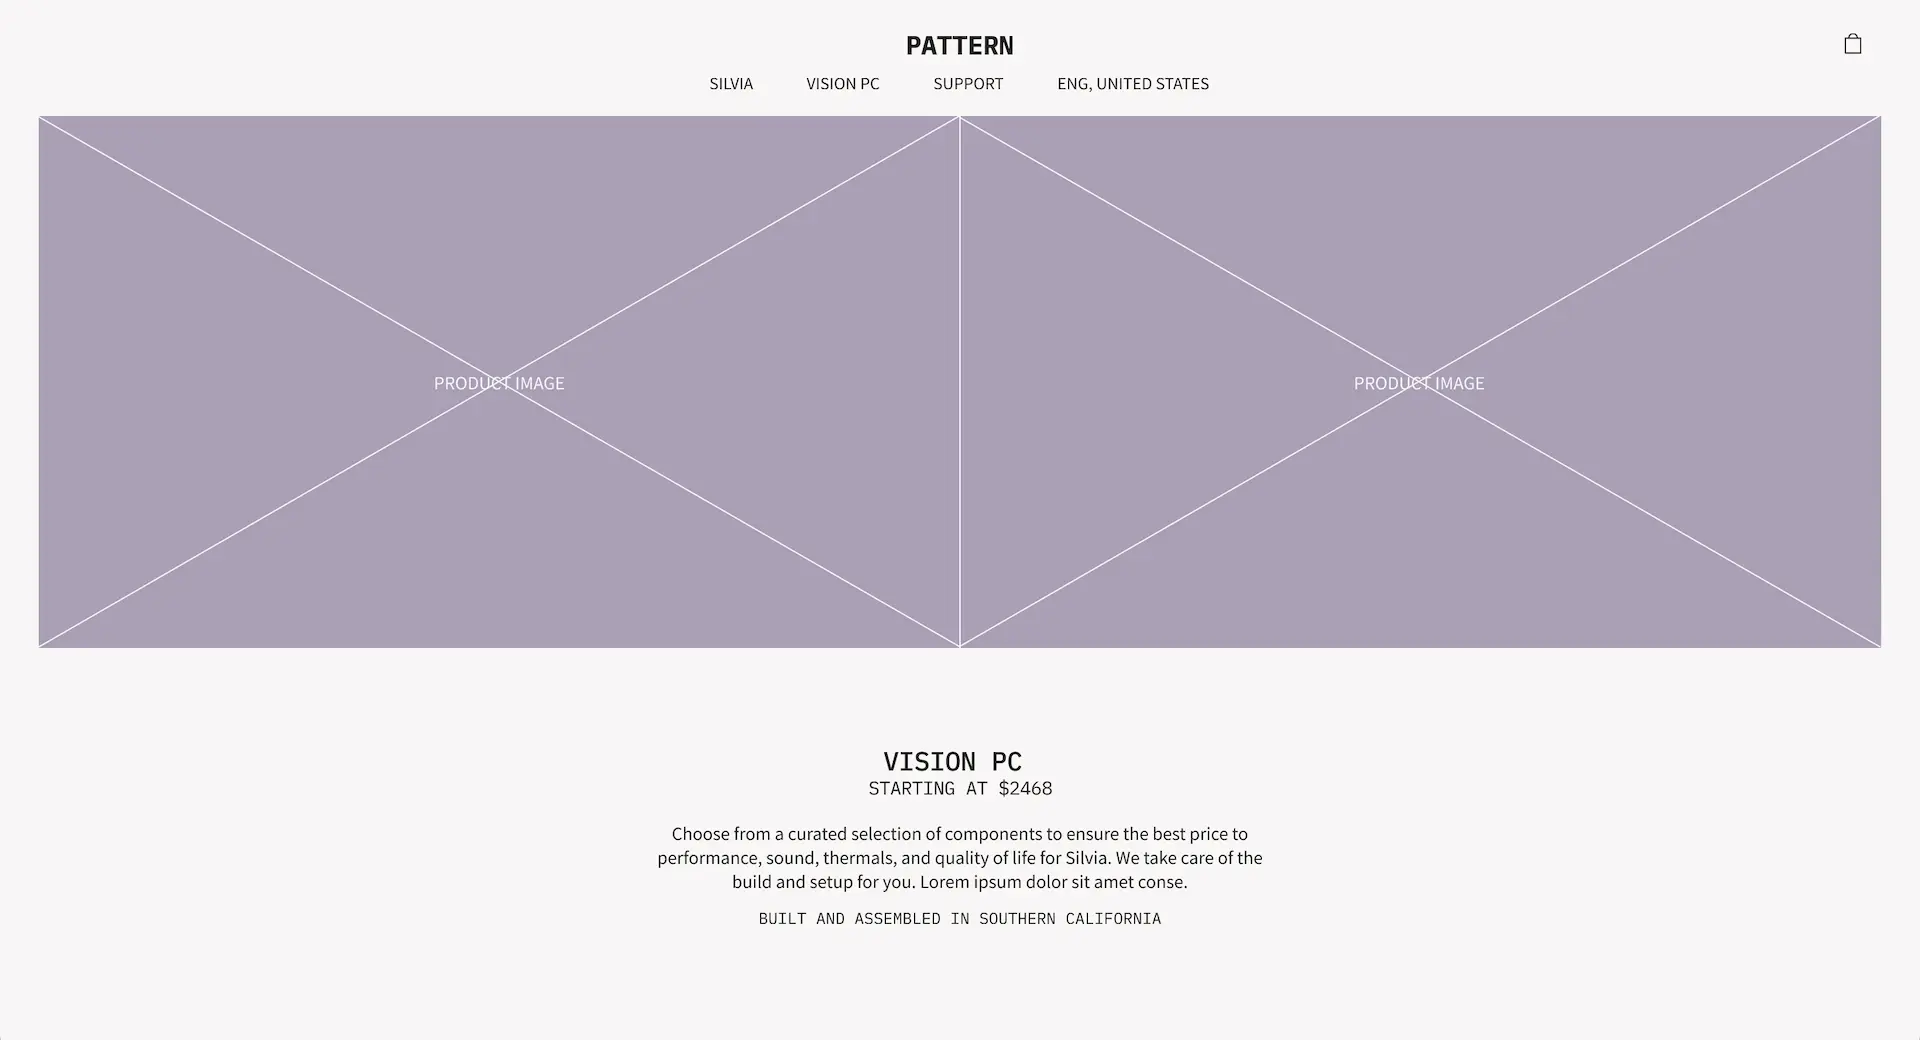 PATTERN
SILVIA VISION PC SUPPORT ENG, UNITED STATES
PRODUCT IMAGE PRODUCT IMAGE
VISION PC
STARTING AT $2468
Choose from a curated selection of components to ensure the best price to
performance, sound, thermals, and quality of life for Silvia. We take care of the
build and setup for you. Lorem ipsum dolor sit amet conse.
BUILT AND ASSEMBLED IN SOUTHERN CALIFORNIA